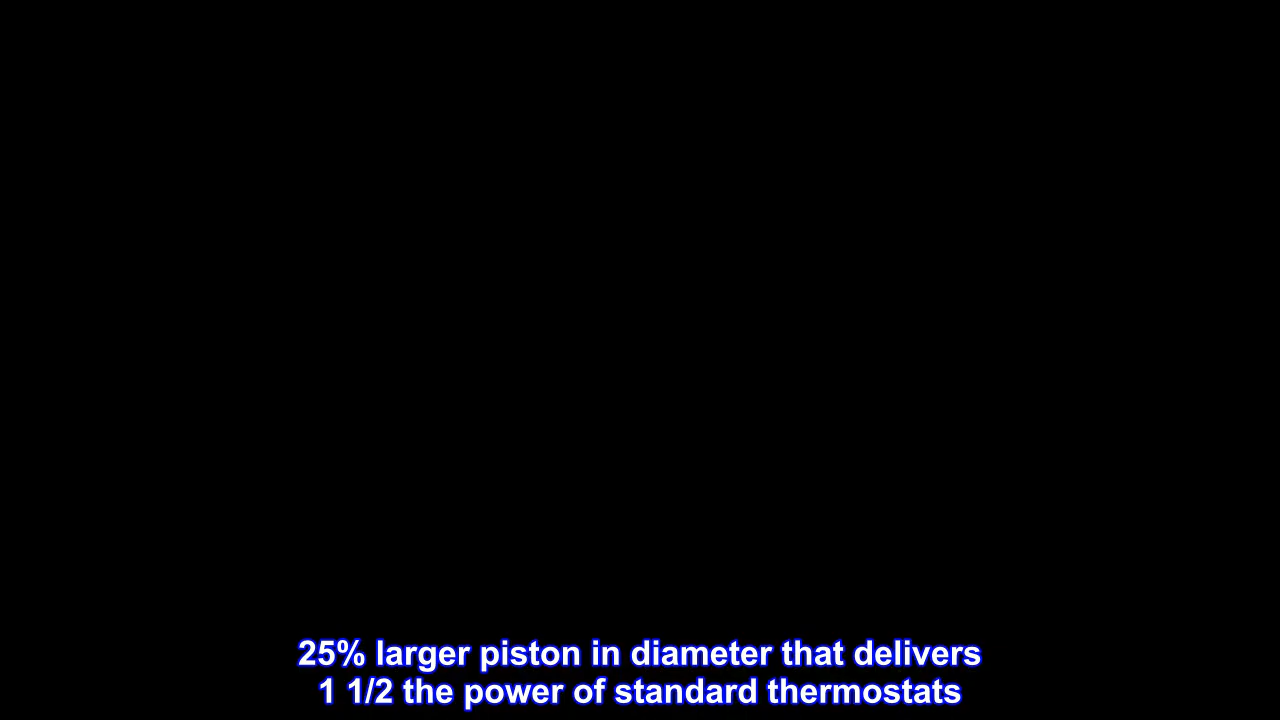 25% larger piston in diameter that delivers
1 1/2 the power of standard thermostats